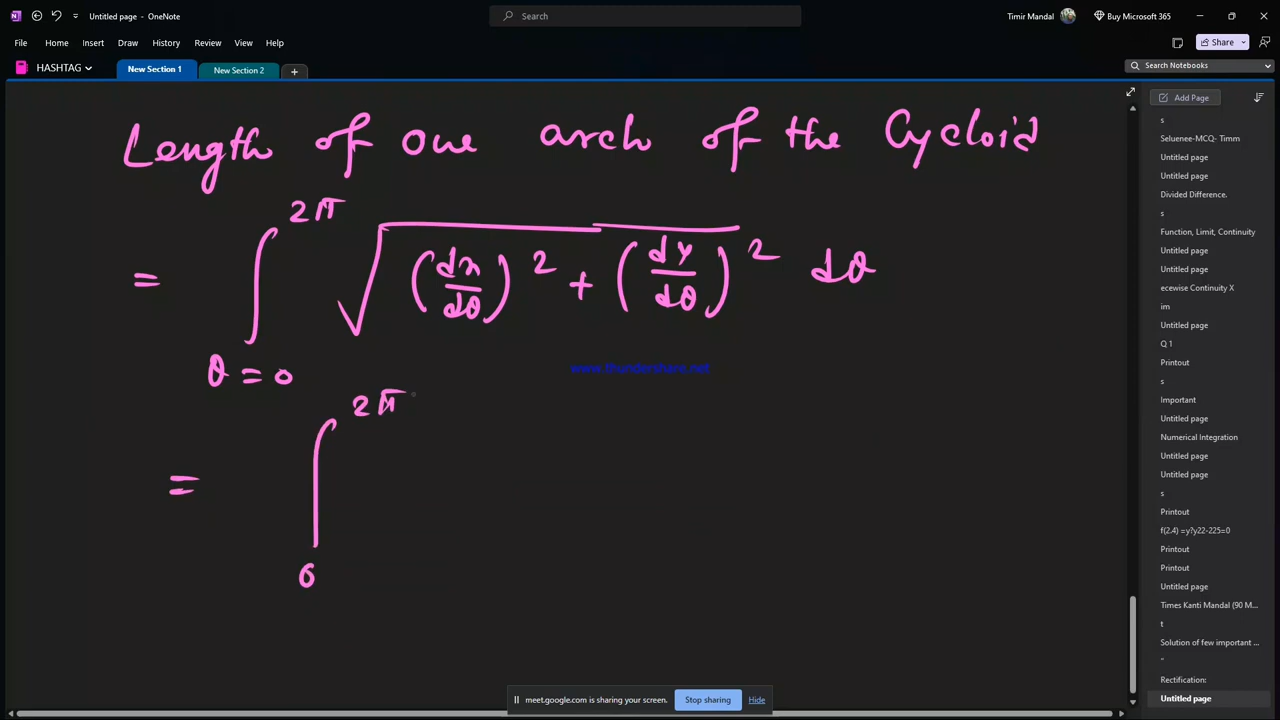 Untitled page - OneNote
Search
Timir Mandal
Buy Microsoft 365
File Home Insert Draw History Review View Help
Share
HASHTAG
New Section 1
New Section 2
+
Search Notebooks
Add Page
Length of one arch of the Cycloid
= ∫_{θ = 0}^{2π} √((dx/dθ)² + (dy/dθ)²) dθ
www.thundershare.net
= ∫_{0}^{2π}
s
Seluenee-MCQ- Timm
Untitled page
Untitled page
Divided Difference.
s
Function, Limit, Continuity
Untitled page
Untitled page
ecewise Continuity X
im
Untitled page
Q 1
Printout
s
Important
Untitled page
Numerical Integration
Untitled page
Untitled page
s
Printout
f(2.4) =y?y22-225=0
Printout
Printout
Untitled page
Times Kanti Mandal (90 M...
t
Solution of few important ...
"
Rectification:
Untitled page
meet.google.com is sharing your screen.
Stop sharing
Hide